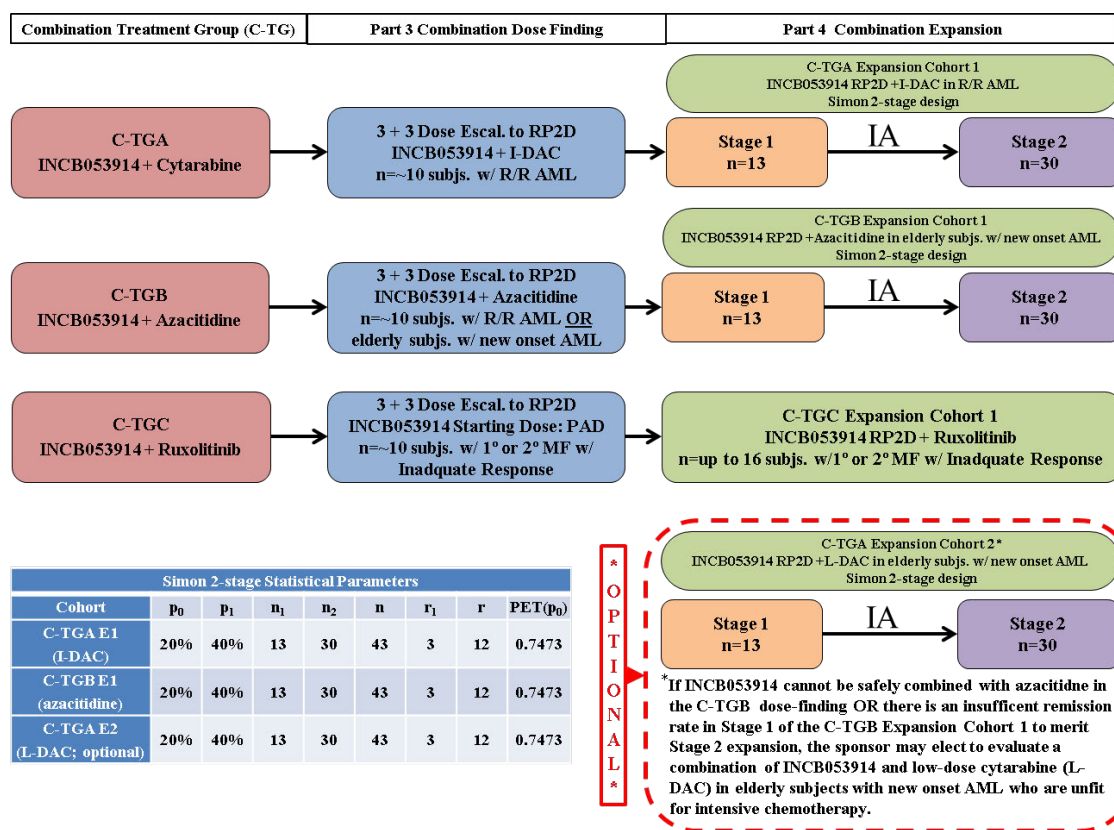 Combination Treatment Group (C-TG)
Part 3 Combination Dose Finding
Part 4 Combination Expansion
C-TGA
INCB053914 + Cytarabine
3 + 3 Dose Escal. to RP2D
INCB053914 + I-DAC
n=~10 subjs. w/ R/R AML
C-TGA Expansion Cohort 1
INCB053914 RP2D +I-DAC in R/R AML
Simon 2-stage design
Stage 1
n=13
IA
Stage 2
n=30
C-TGB
INCB053914 + Azacitidine
3 + 3 Dose Escal. to RP2D
INCB053914 + Azacitidine
n=~10 subjs. w/ R/R AML OR
elderly subjs. w/ new onset AML
C-TGB Expansion Cohort 1
INCB053914 RP2D +Azacitidine in elderly subjs. w/ new onset AML
Simon 2-stage design
Stage 1
n=13
IA
Stage 2
n=30
C-TGC
INCB053914 + Ruxolitinib
3 + 3 Dose Escal. to RP2D
INCB053914 Starting Dose: PAD
n=~10 subjs. w/ 1º or 2º MF w/
Inadquate Response
C-TGC Expansion Cohort 1
INCB053914 RP2D + Ruxolitinib
n=up to 16 subjs. w/1º or 2º MF w/ Inadquate Response
Simon 2-stage Statistical Parameters
Cohort p₀ p₁ n₁ n₂ n r₁ r PET(p₀)
C-TGA E1
(I-DAC)
20% 40% 13 30 43 3 12 0.7473
C-TGB E1
(azacitidine)
20% 40% 13 30 43 3 12 0.7473
C-TGA E2
(L-DAC; optional)
20% 40% 13 30 43 3 12 0.7473
*OPTIONAL*
C-TGA Expansion Cohort 2*
INCB053914 RP2D +L-DAC in elderly subjs. w/ new onset AML
Simon 2-stage design
Stage 1
n=13
IA
Stage 2
n=30
*If INCB053914 cannot be safely combined with azacitidne in
the C-TGB dose-finding OR there is an insufficent remission
rate in Stage 1 of the C-TGB Expansion Cohort 1 to merit
Stage 2 expansion, the sponsor may elect to evaluate a
combination of INCB053914 and low-dose cytarabine (L-
DAC) in elderly subjects with new onset AML who are unfit
for intensive chemotherapy.